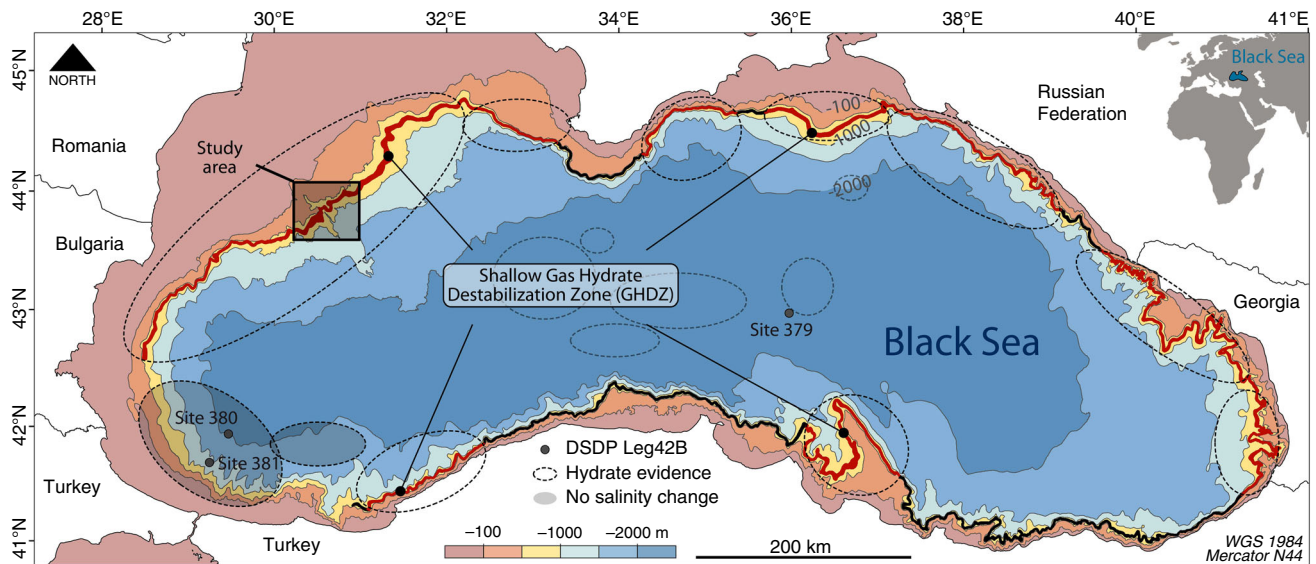 28°E 30°E 32°E 34°E 36°E 38°E 40°E 41°E
45°N
44°N
43°N
42°N
41°N
NORTH
Black Sea
Russian
Federation
Romania
Study
area
Bulgaria
-100
-1000
-2000
Shallow Gas Hydrate
Destabilization Zone (GHDZ)
Georgia
Site 379
Black Sea
Site 380
Site 381
DSDP Leg42B
Hydrate evidence
No salinity change
Turkey
Turkey
−100 −1000 −2000 m
200 km
WGS 1984
Mercator N44